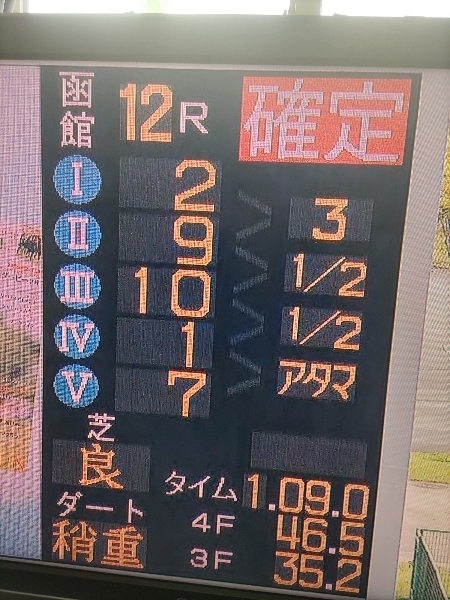 函館 12R 確定
Ⅰ 2
3
Ⅱ 9
1/2
Ⅲ 10
1/2
Ⅳ 1
アタマ
Ⅴ 7
芝
良
タイム 1.09.0
ダート
4F 46.5
稍重
3F 35.2